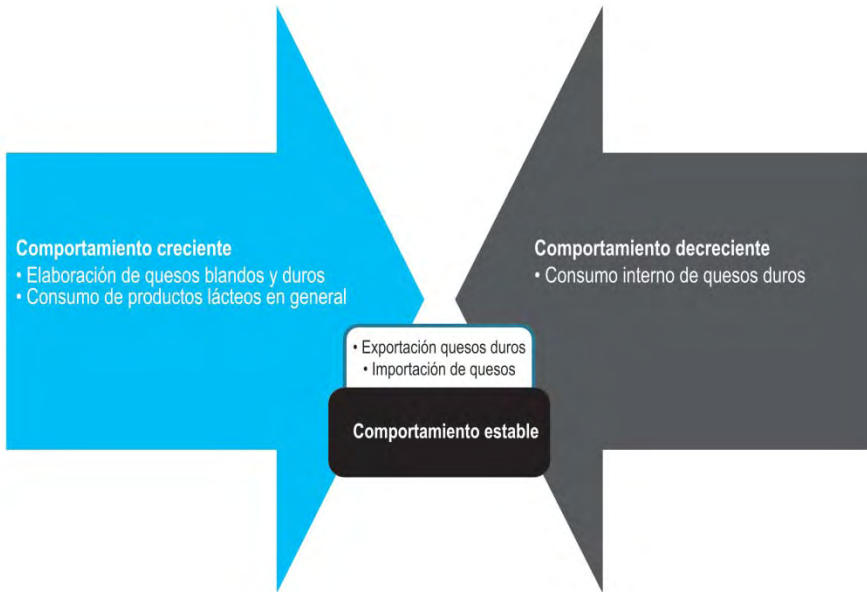 Comportamiento creciente
• Elaboración de quesos blandos y duros
• Consumo de productos lácteos en general
Comportamiento decreciente
• Consumo interno de quesos duros
• Exportación quesos duros
• Importación de quesos
Comportamiento estable